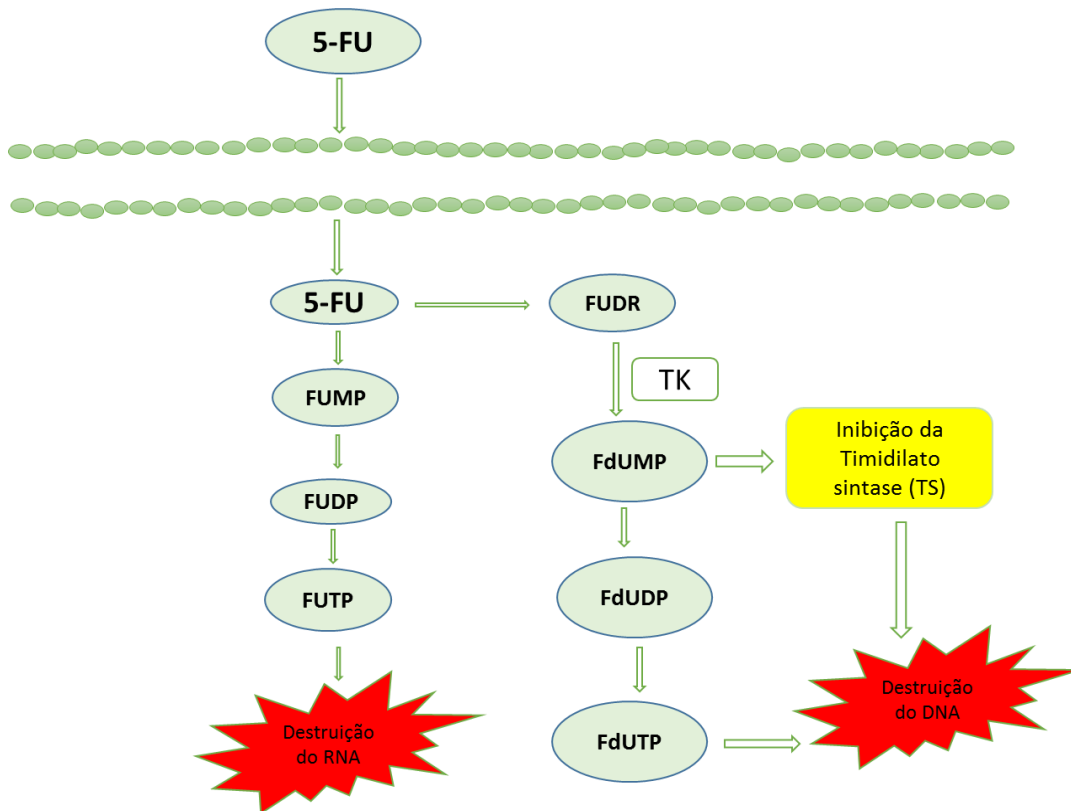 5-FU
5-FU
FUDR
TK
FUMP
FdUMP
Inibição da
Timidilato
sintase (TS)
FUDP
FUTP
FdUDP
Destruição
do RNA
FdUTP
Destruição
do DNA